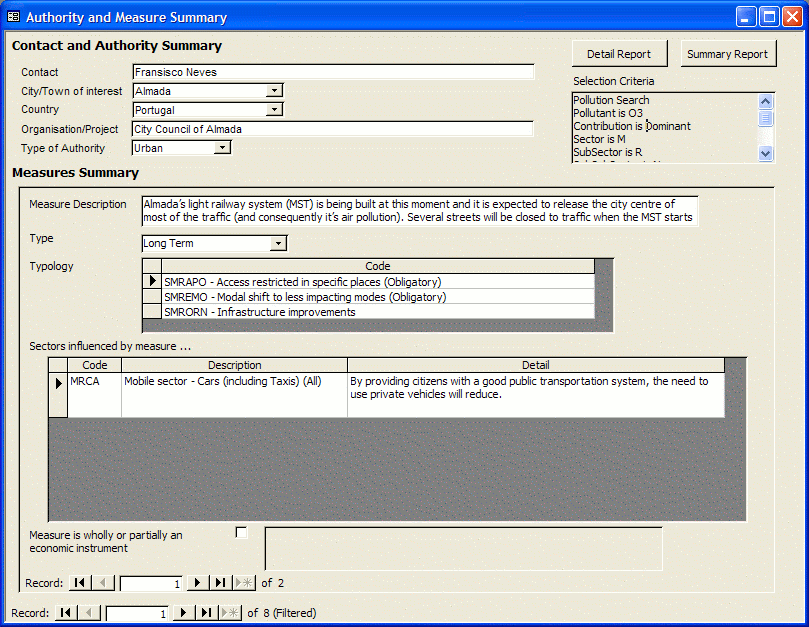 Authority and Measure Summary
Contact and Authority Summary
Detail Report
Summary Report
Contact Fransisco Neves
City/Town of interest Almada
Country Portugal
Organisation/Project City Council of Almada
Type of Authority Urban
Selection Criteria
Pollution Search
Pollutant is O3
Contribution is Dominant
Sector is M
SubSector is R
Measures Summary
Measure Description Almada's light railway system (MST) is being built at this moment and it is expected to release the city centre of
most of the traffic (and consequently it's air pollution). Several streets will be closed to traffic when the MST starts
Type Long Term
Typology Code
SMRAPO - Access restricted in specific places (Obligatory)
SMREMO - Modal shift to less impacting modes (Obligatory)
SMRORN - Infrastructure improvements
Sectors influenced by measure ...
Code Description Detail
MRCA Mobile sector - Cars (including Taxis) (All) By providing citizens with a good public transportation system, the need to
use private vehicles will reduce.
Measure is wholly or partially an
economic instrument
Record: 1 of 2
Record: 1 of 8 (Filtered)